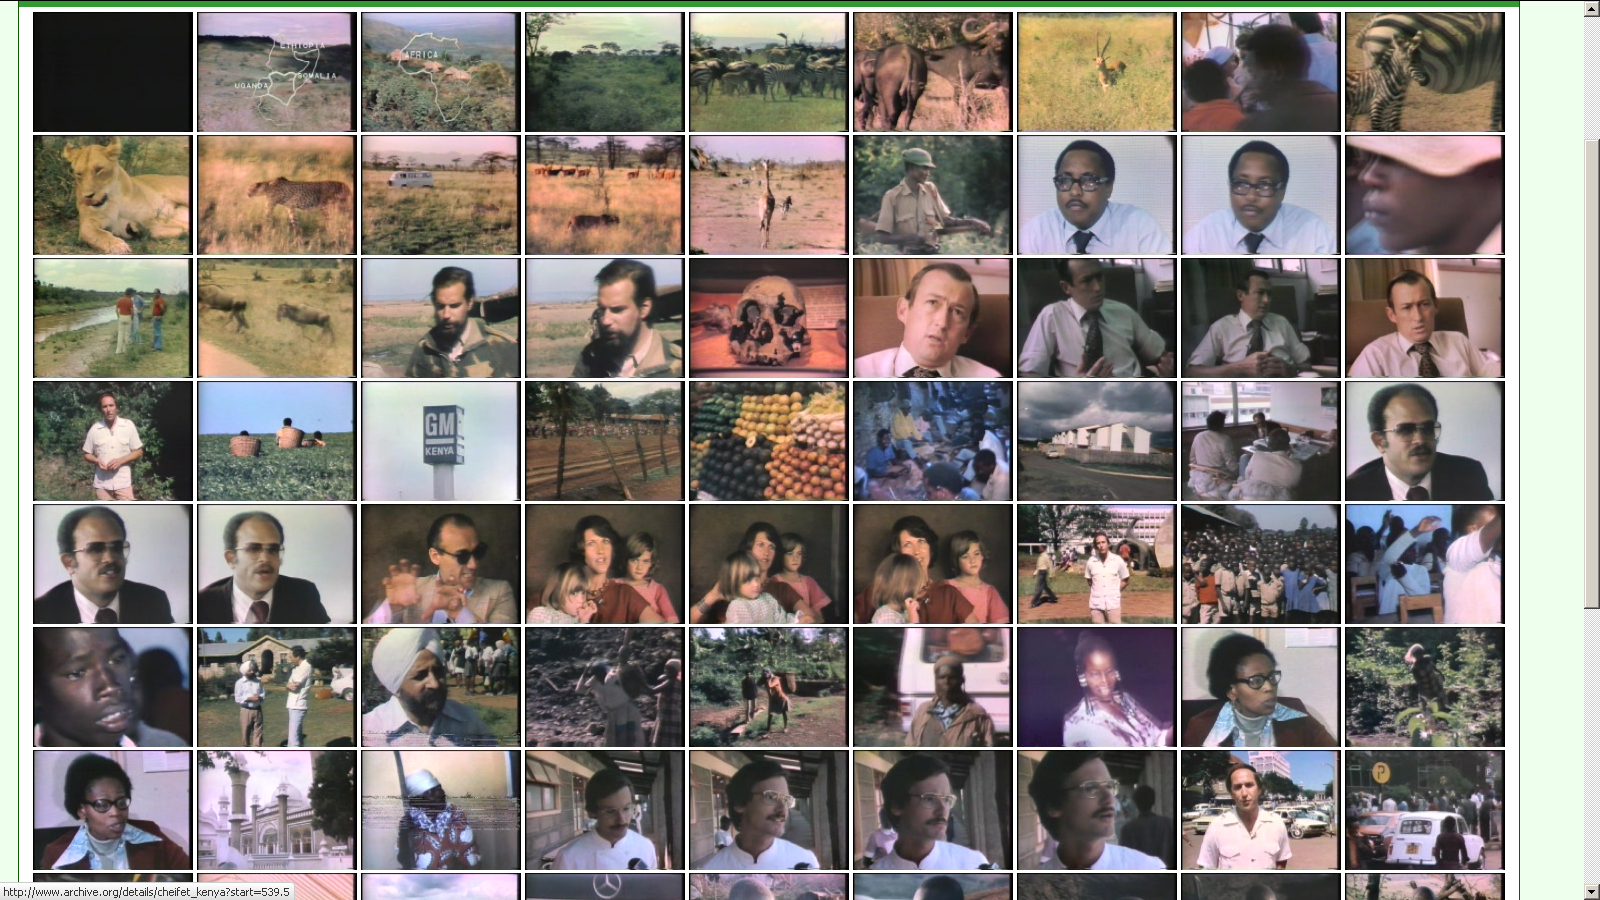 ETHIOPIA
SOMALIA
UGANDA
AFRICA
GM
KENYA
http://www.archive.org/details/cheifet_kenya?start=539.5